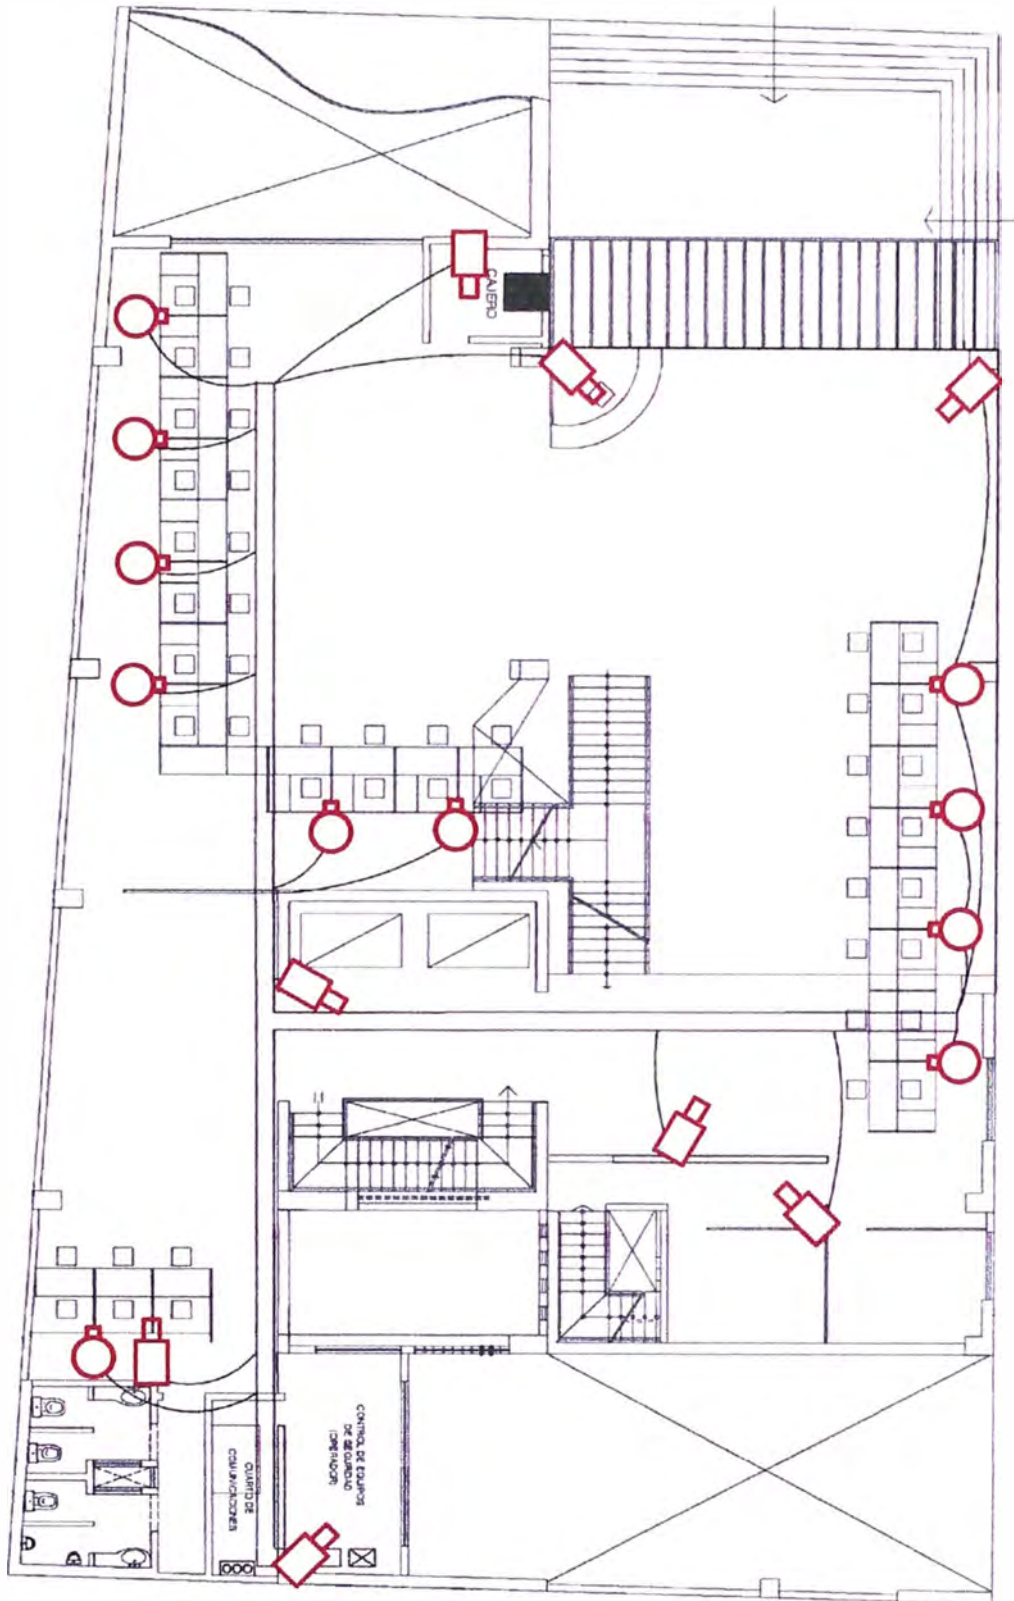 CAJERO
CONTROL DE EQUIPOS
DE SEGURIDAD
(OPERADOR)
CUARTO DE
COMUNICACIONES